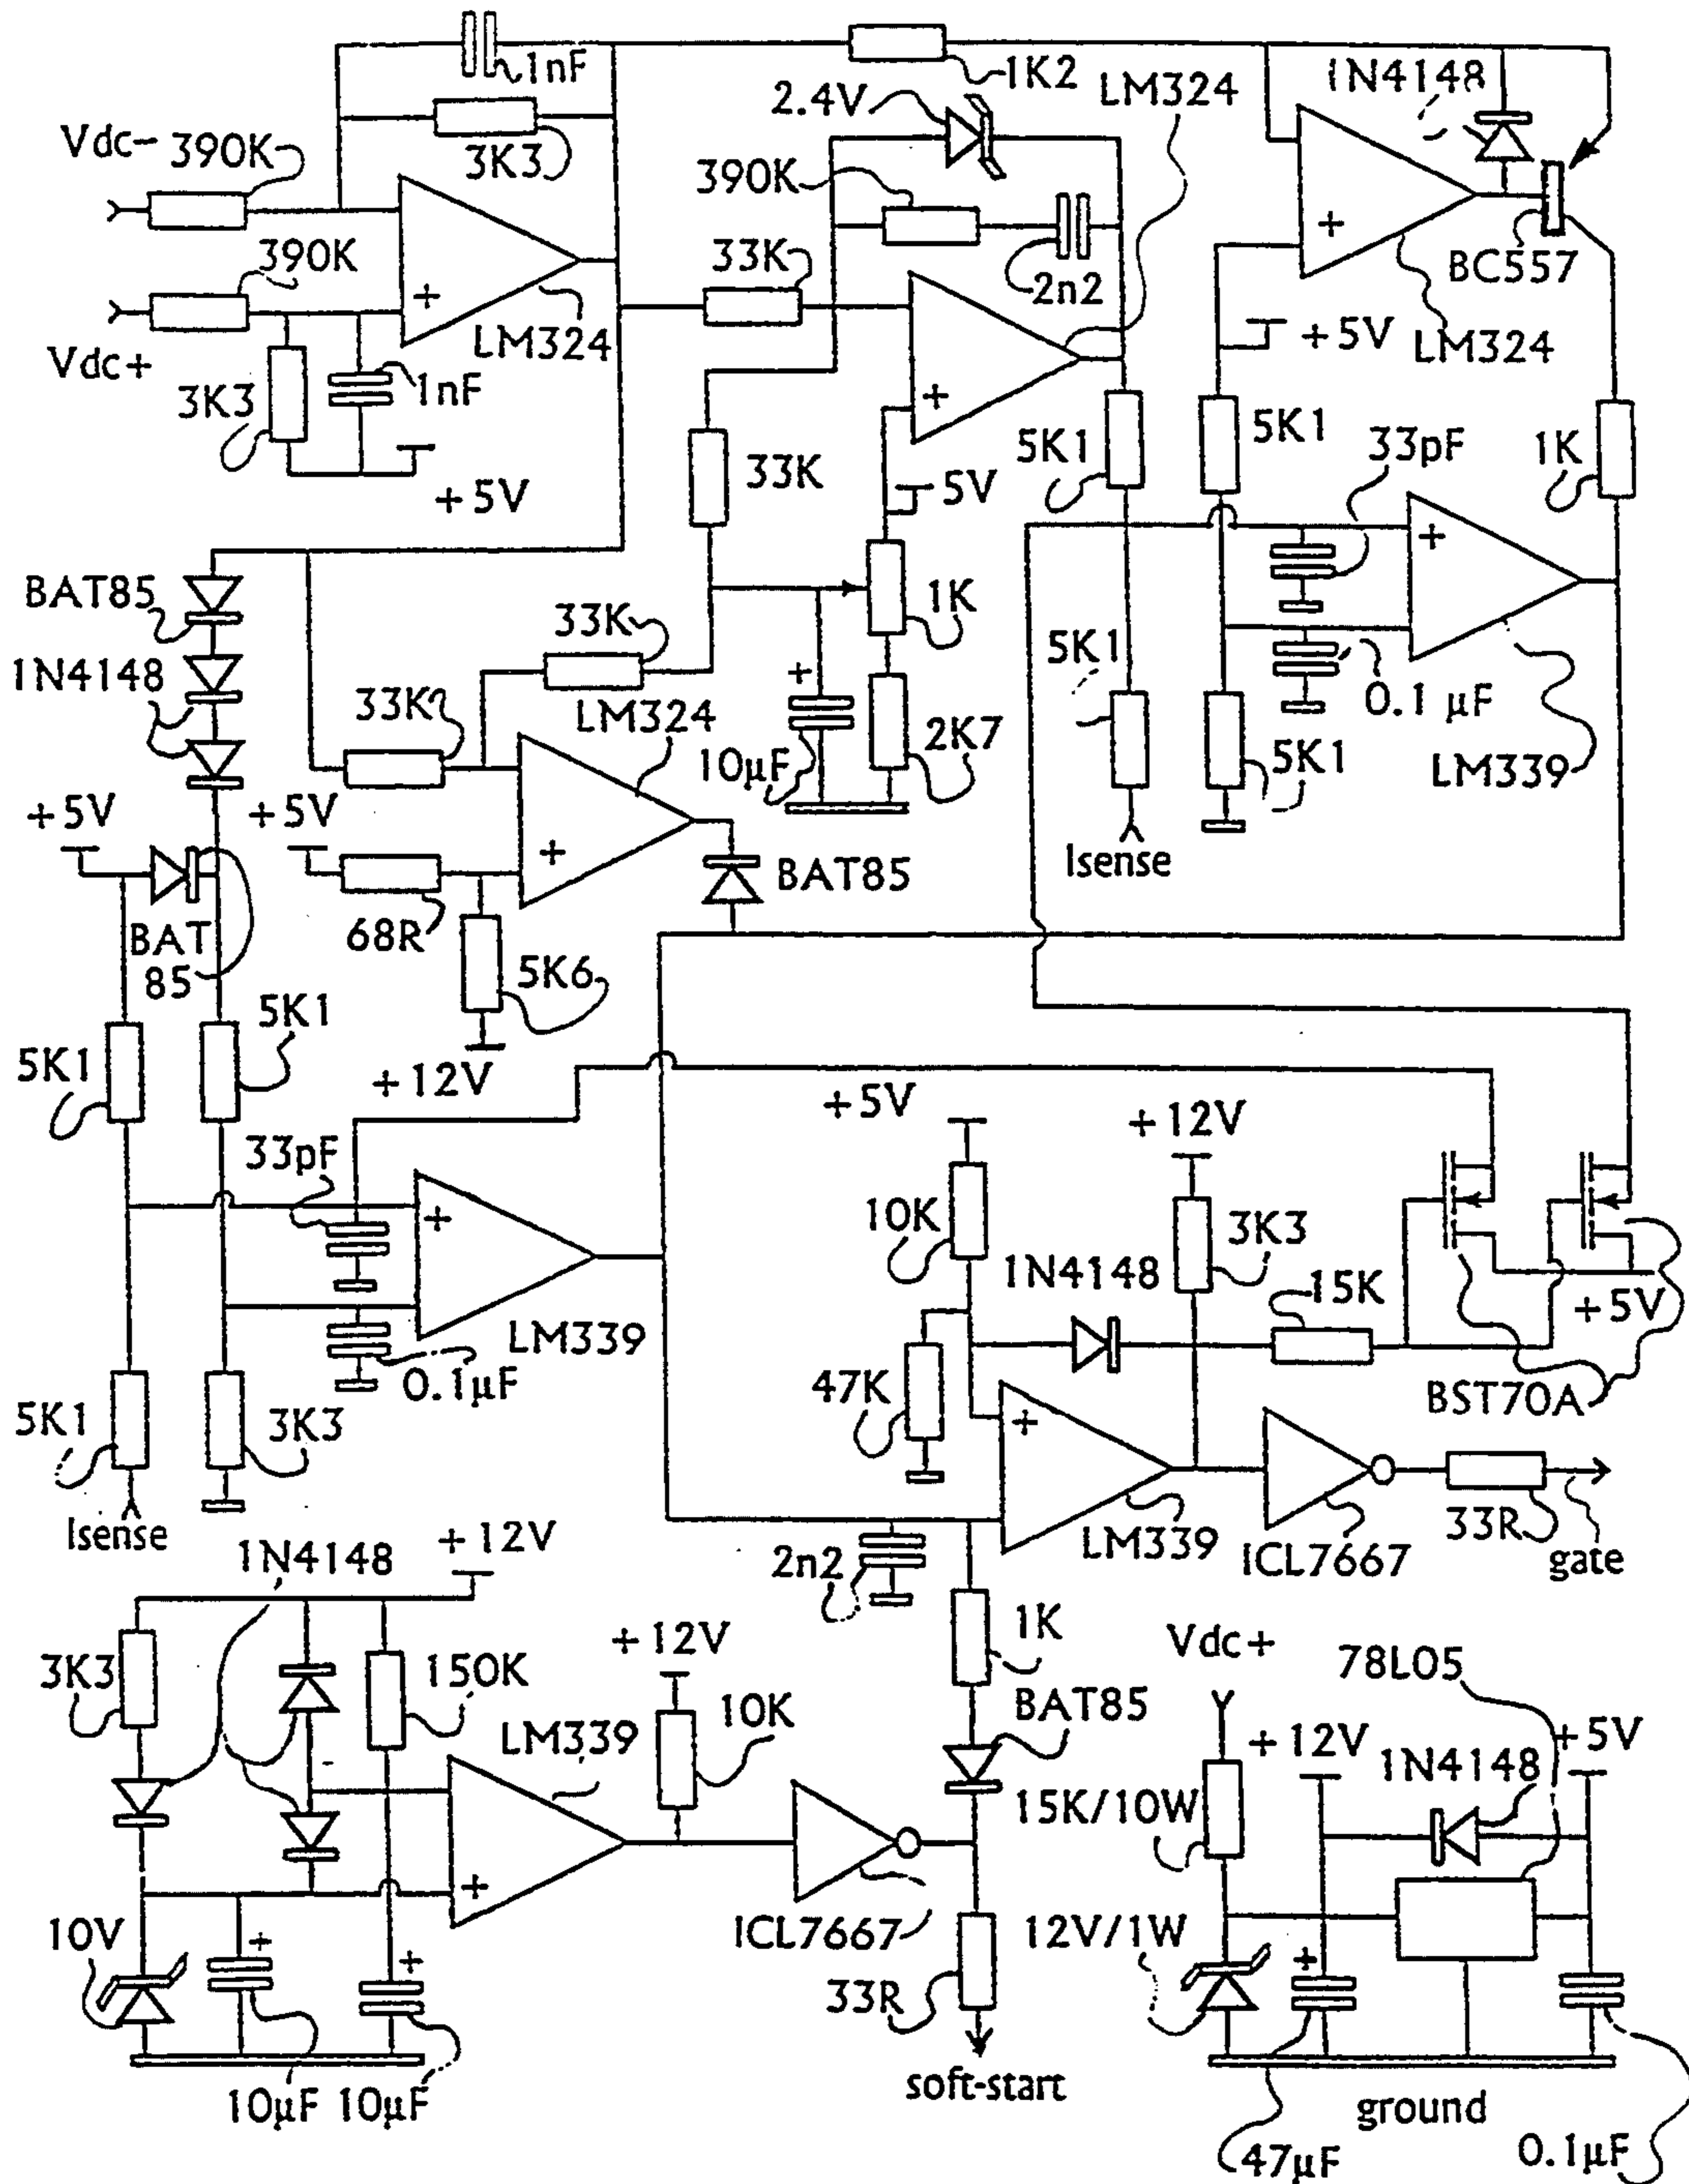 1nF
1K2
1N4148
LM324
2.4V
3K3
Vdc-
390K
390K
390K
33K
2n2
BC557
+
+
LM324
LM324
+5V
Vdc+
3K3
1nF
+
+5V
33K
5V
5K1
5K1
33pF
1K
+
BAT85
1N4148
33K
1K
5K1
+
33K
LM324
10µF
2K7
5K1
0.1 µF
LM339
+5V
+5V
+
Isense
BAT85
BAT
85
68R
5K6
5K1
5K1
+12V
+5V
+12V
33pF
10K
3K3
+
1N4148
15K
+5V
LM339
0.1µF
47K
BST70A
5K1
3K3
+
Isense
LM339
ICL7667
33R
gate
1N4148
+12V
2n2
1K
3K3
150K
+12V
Vdc+
78L05
LM339
10K
BAT85
+12V
1N4148
+5V
15K/10W
+
10V
+
+
ICL7667
12V/1W
+
33R
10µF
10µF
soft-start
ground
47µF
0.1µF